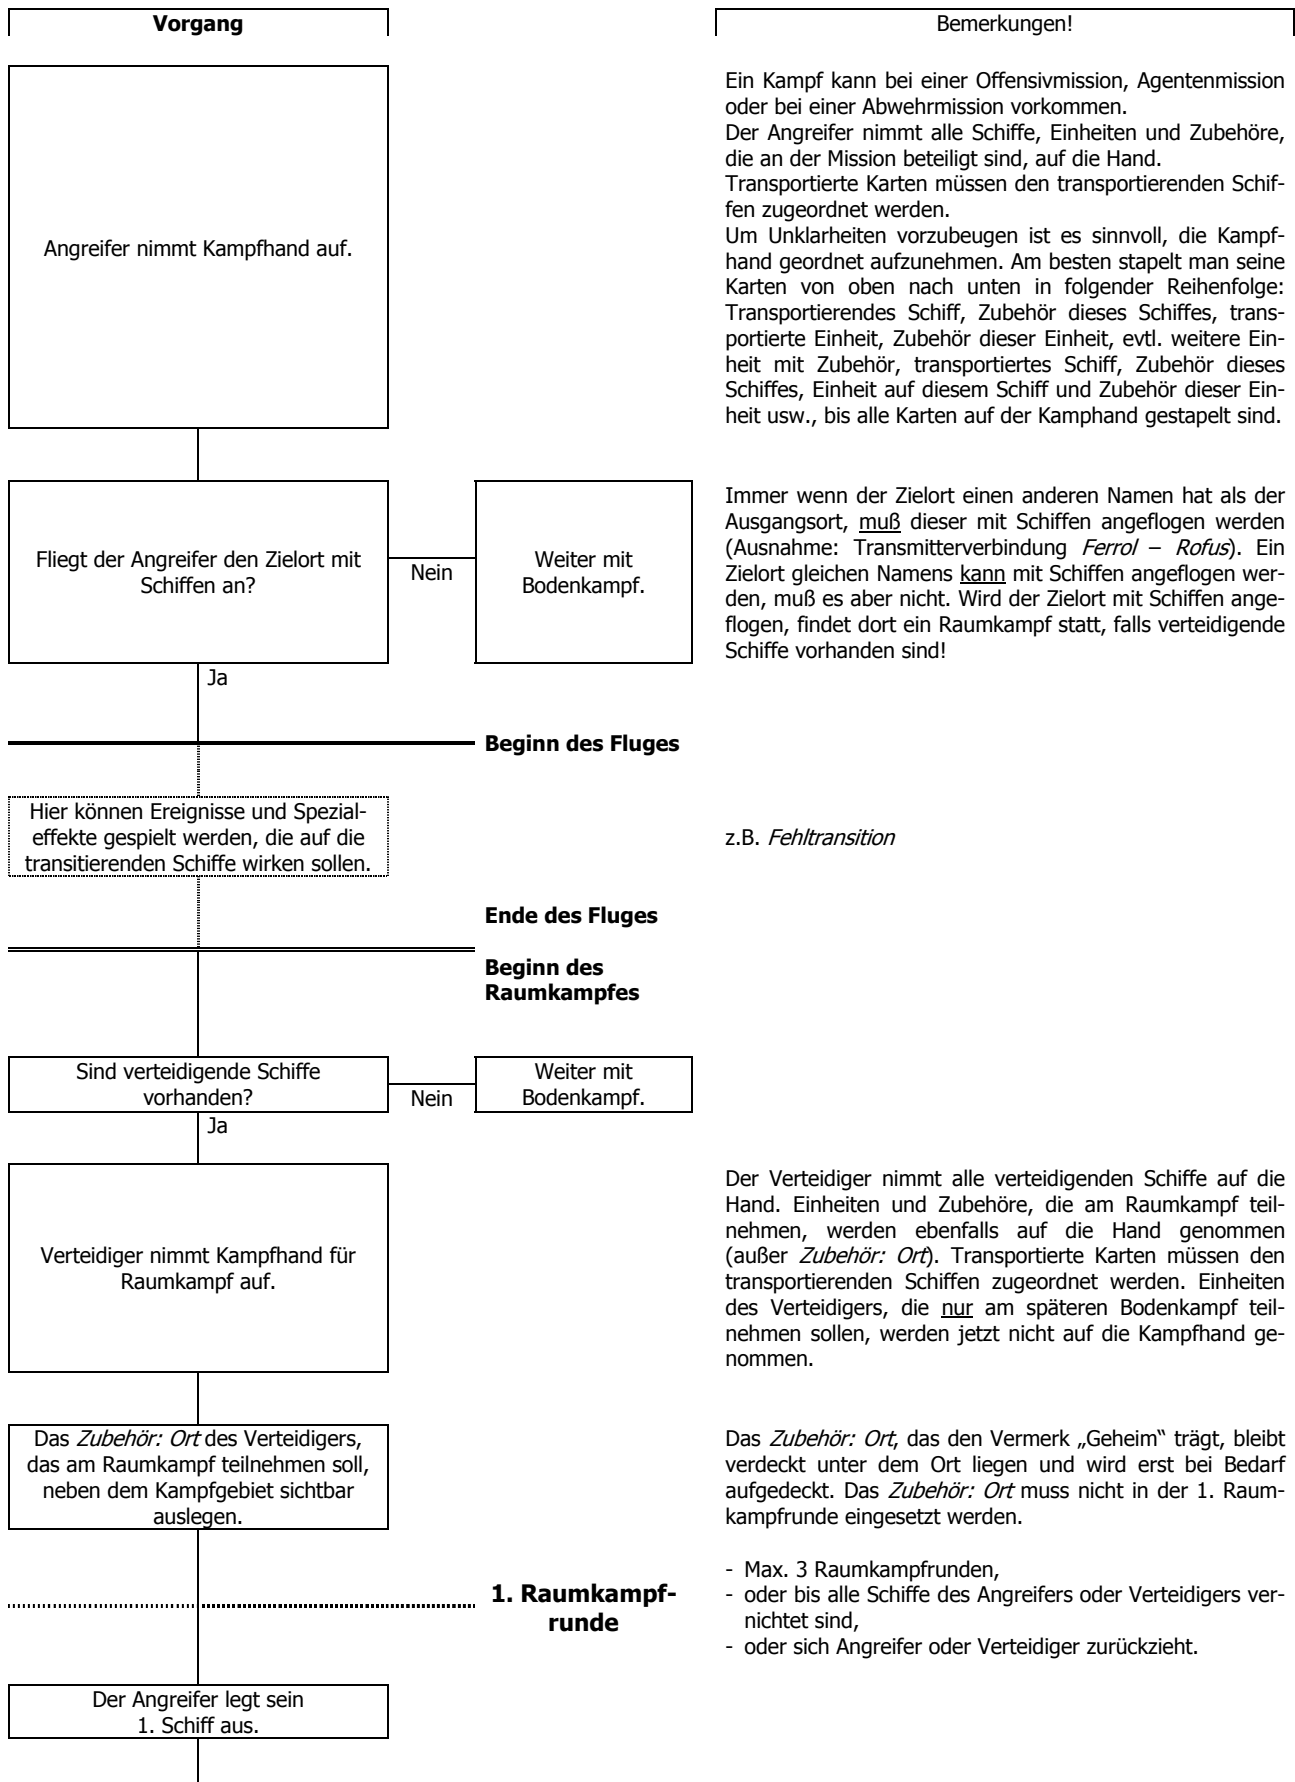 Vorgang
Bemerkungen!
Angreifer nimmt Kampfhand auf.
Ein Kampf kann bei einer Offensivmission, Agentenmission
oder bei einer Abwehrmission vorkommen.
Der Angreifer nimmt alle Schiffe, Einheiten und Zubehöre,
die an der Mission beteiligt sind, auf die Hand.
Transportierte Karten müssen den transportierenden Schif-
fen zugeordnet werden.
Um Unklarheiten vorzubeugen ist es sinnvoll, die Kampf-
hand geordnet aufzunehmen. Am besten stapelt man seine
Karten von oben nach unten in folgender Reihenfolge:
Transportierendes Schiff, Zubehör dieses Schiffes, trans-
portierte Einheit, Zubehör dieser Einheit, evtl. weitere Ein-
heit mit Zubehör, transportiertes Schiff, Zubehör dieses
Schiffes, Einheit auf diesem Schiff und Zubehör dieser Ein-
heit usw., bis alle Karten auf der Kamphand gestapelt sind.
Fliegt der Angreifer den Zielort mit
Schiffen an?
Nein
Weiter mit
Bodenkampf.
Immer wenn der Zielort einen anderen Namen hat als der
Ausgangsort, muß dieser mit Schiffen angeflogen werden
(Ausnahme: Transmitterverbindung Ferrol – Rofus). Ein
Zielort gleichen Namens kann mit Schiffen angeflogen wer-
den, muß es aber nicht. Wird der Zielort mit Schiffen ange-
flogen, findet dort ein Raumkampf statt, falls verteidigende
Schiffe vorhanden sind!
Ja
Beginn des Fluges
Hier können Ereignisse und Spezial-
effekte gespielt werden, die auf die
transitierenden Schiffe wirken sollen.
z.B. Fehltransition
Ende des Fluges
Beginn des
Raumkampfes
Sind verteidigende Schiffe
vorhanden?
Nein
Weiter mit
Bodenkampf.
Ja
Verteidiger nimmt Kampfhand für
Raumkampf auf.
Der Verteidiger nimmt alle verteidigenden Schiffe auf die
Hand. Einheiten und Zubehöre, die am Raumkampf teil-
nehmen, werden ebenfalls auf die Hand genommen
(außer Zubehör: Ort). Transportierte Karten müssen den
transportierenden Schiffen zugeordnet werden. Einheiten
des Verteidigers, die nur am späteren Bodenkampf teil-
nehmen sollen, werden jetzt nicht auf die Kampfhand ge-
nommen.
Das Zubehör: Ort des Verteidigers,
das am Raumkampf teilnehmen soll,
neben dem Kampfgebiet sichtbar
auslegen.
Das Zubehör: Ort, das den Vermerk „Geheim“ trägt, bleibt
verdeckt unter dem Ort liegen und wird erst bei Bedarf
aufgedeckt. Das Zubehör: Ort muss nicht in der 1. Raum-
kampfrunde eingesetzt werden.
1. Raumkampf-
runde
- Max. 3 Raumkampfrunden,
- oder bis alle Schiffe des Angreifers oder Verteidigers ver-
nichtet sind,
- oder sich Angreifer oder Verteidiger zurückzieht.
Der Angreifer legt sein
1. Schiff aus.